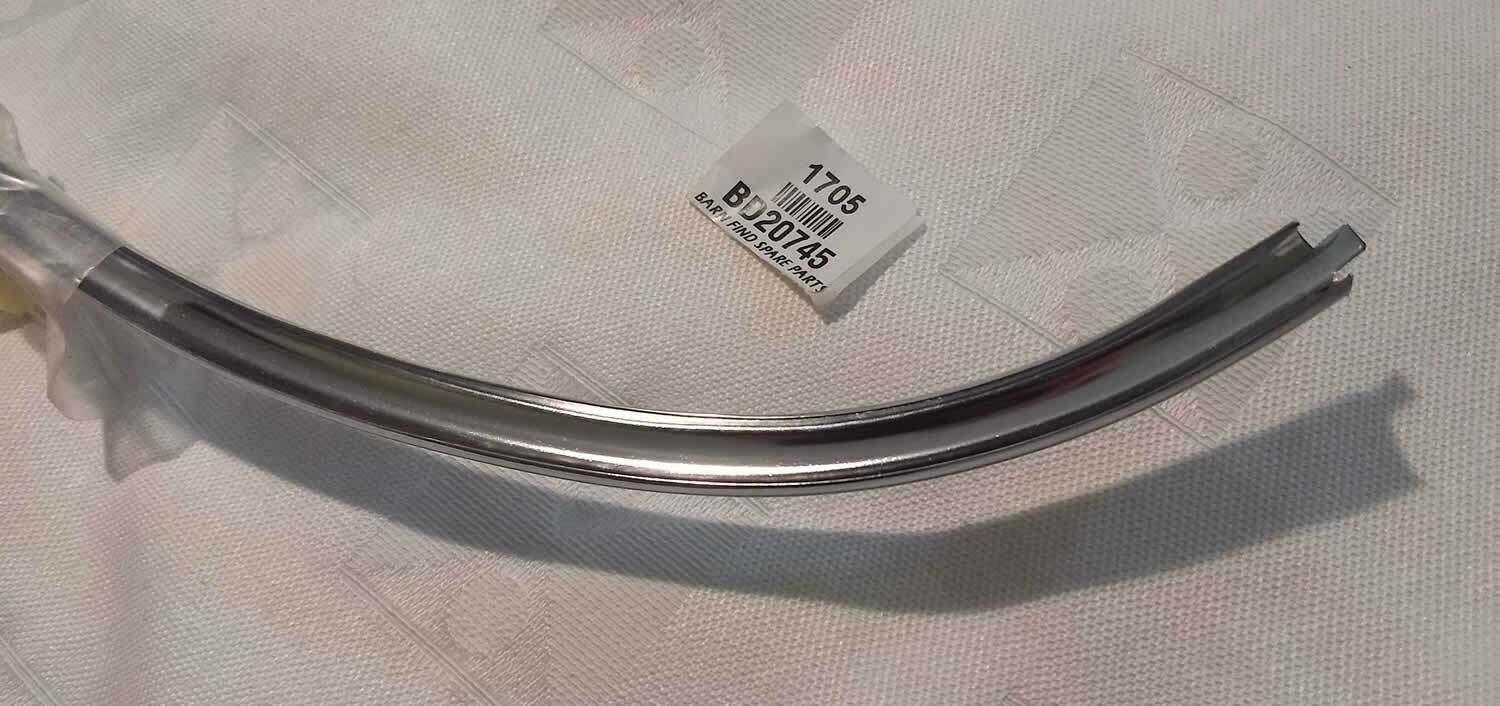 1705
BD20745
BARN FIND SPARE PARTS